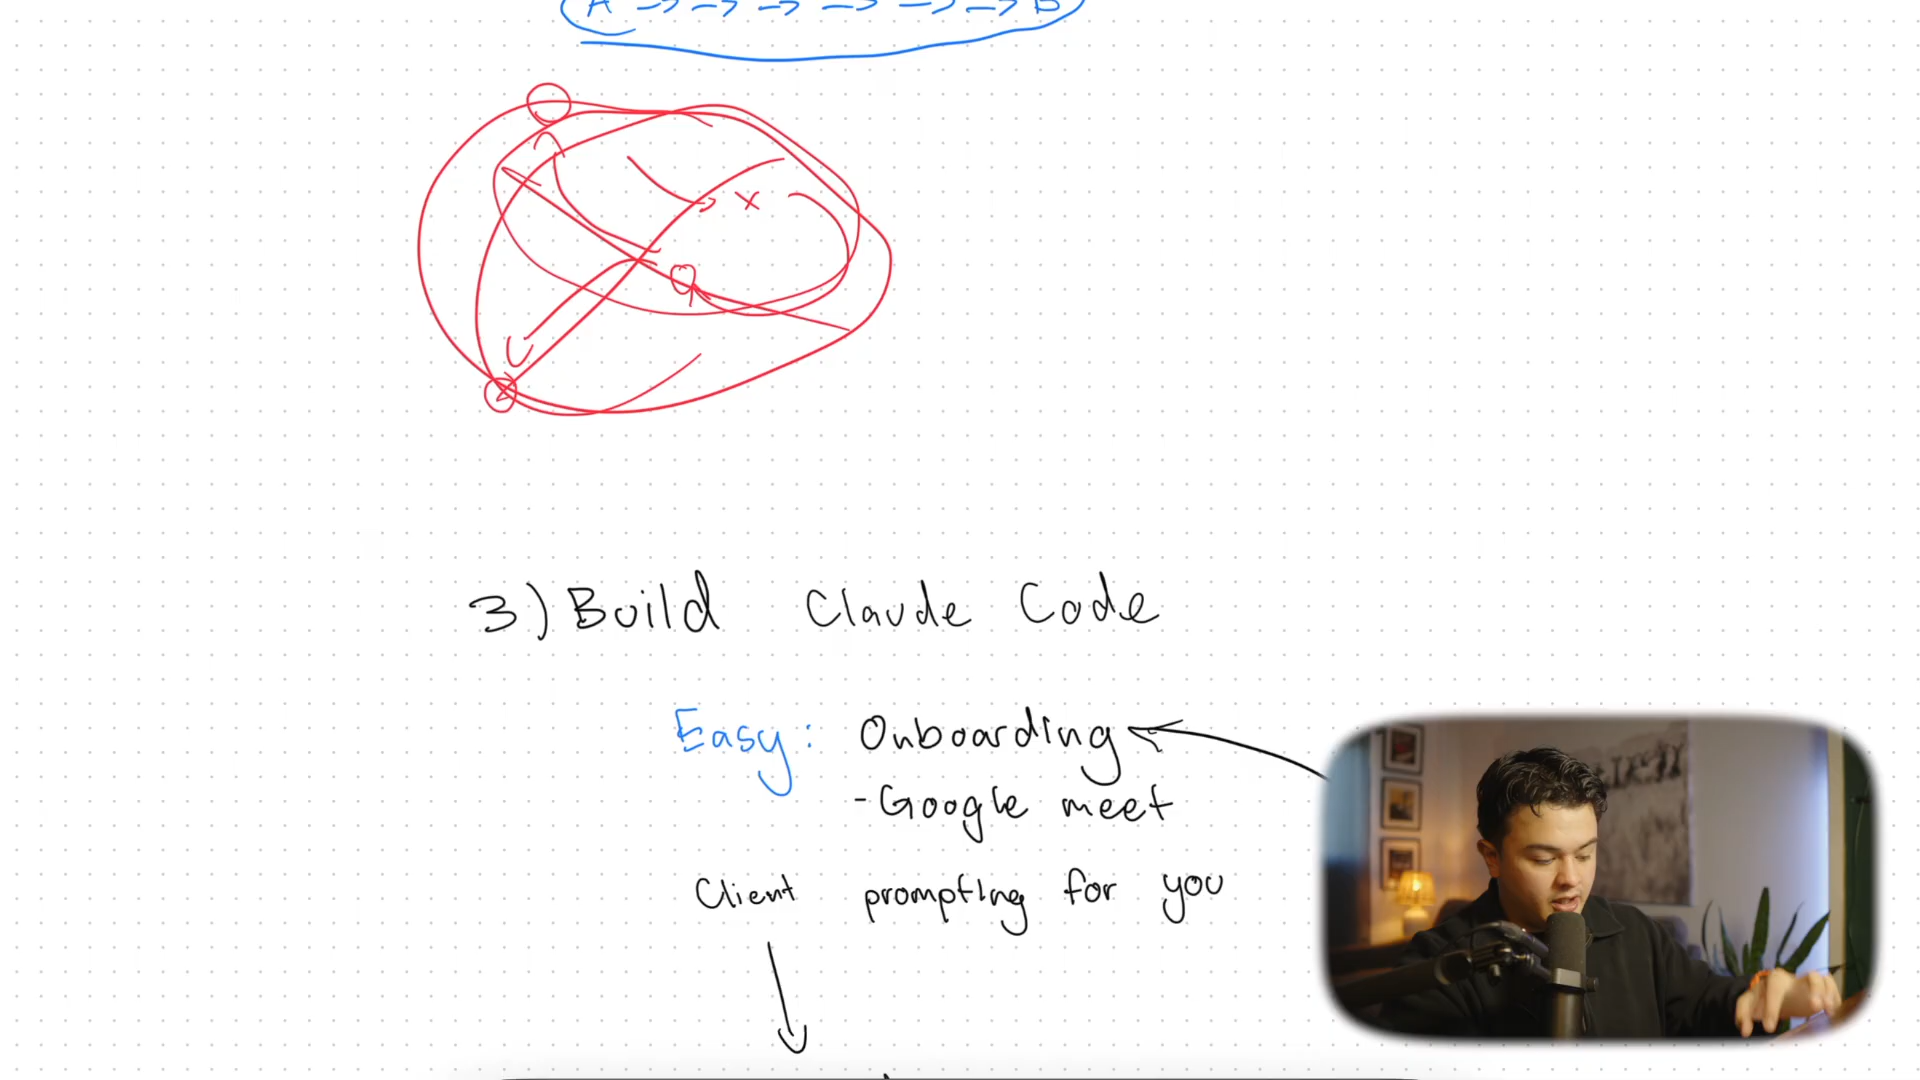 A -> -> -> -> -> -> B
x
3) Build Claude Code
Easy: Onboarding
- Google meet
Client prompting for you